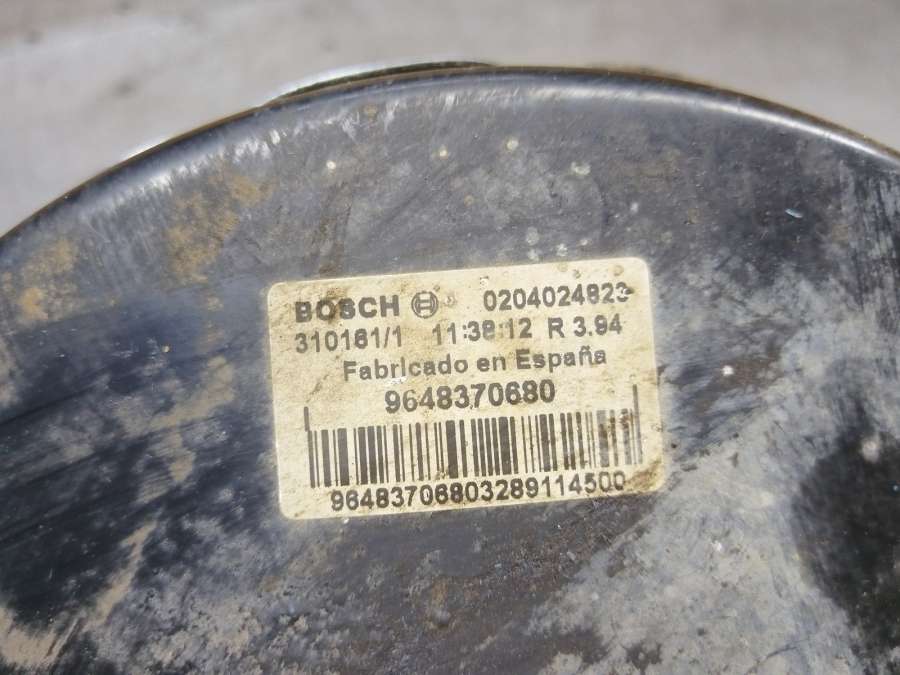 BOSCH 0204024823
310181/1 11:38:12 R 3.94
Fabricado en España
9648370680
96483706803289114500